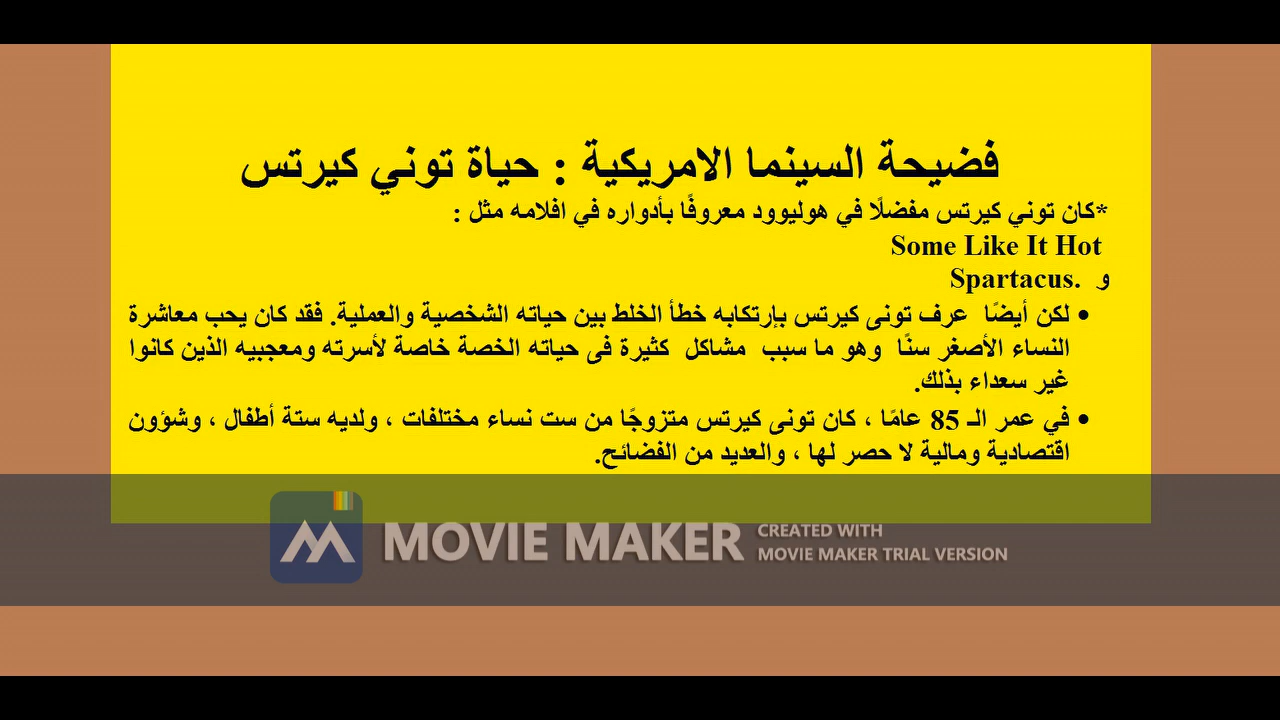 فضيحة السينما الامريكية : حياة توني كيرتس
*كان توني كيرتس مفضلًا في هوليوود معروفًا بأدواره في افلامه مثل :
Some Like It Hot
و Spartacus.
• لكن أيضًا عرف تونى كيرتس بإرتكابه خطأ الخلط بين حياته الشخصية والعملية. فقد كان يحب معاشرة
النساء الأصغر سنًا وهو ما سبب مشاكل كثيرة فى حياته الخصة خاصة لأسرته ومعجبيه الذين كانوا
غير سعداء بذلك.
• في عمر الـ 85 عامًا ، كان تونى كيرتس متزوجًا من ست نساء مختلفات ، ولديه ستة أطفال ، وشؤون
اقتصادية ومالية لا حصر لها ، والعديد من الفضائح.
MOVIE MAKER
CREATED WITH
MOVIE MAKER TRIAL VERSION